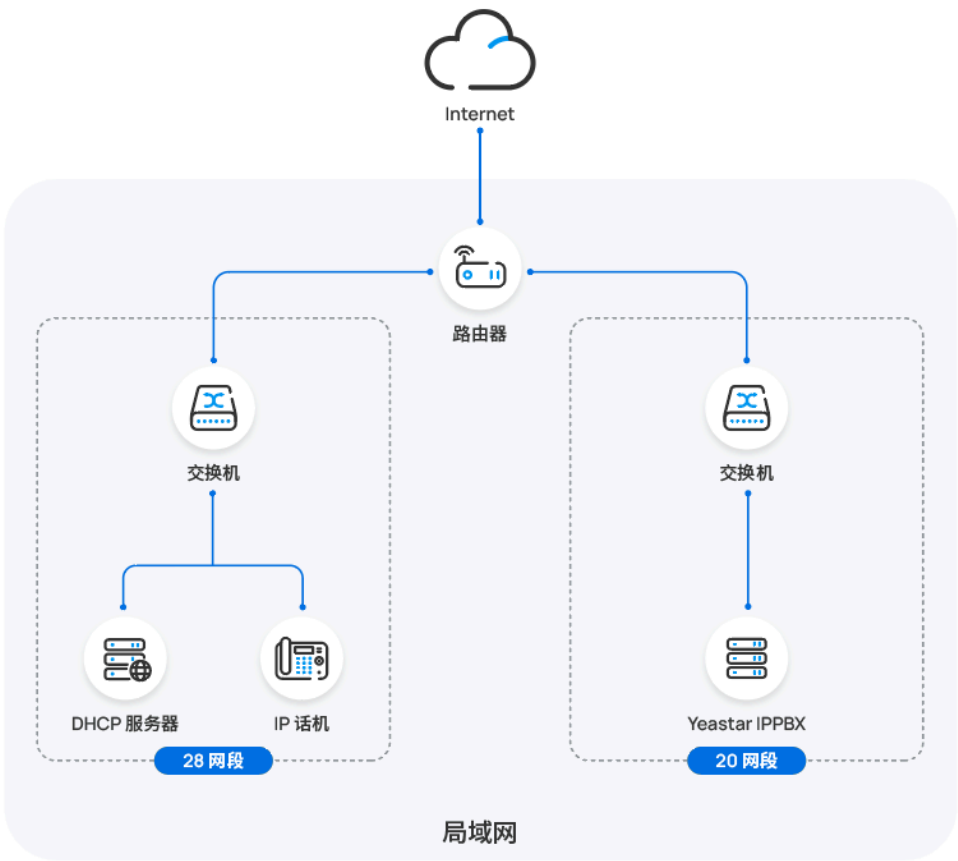 Internet
路由器
交换机
交换机
DHCP 服务器
IP 话机
Yeastar IPPBX
28 网段
20 网段
局域网